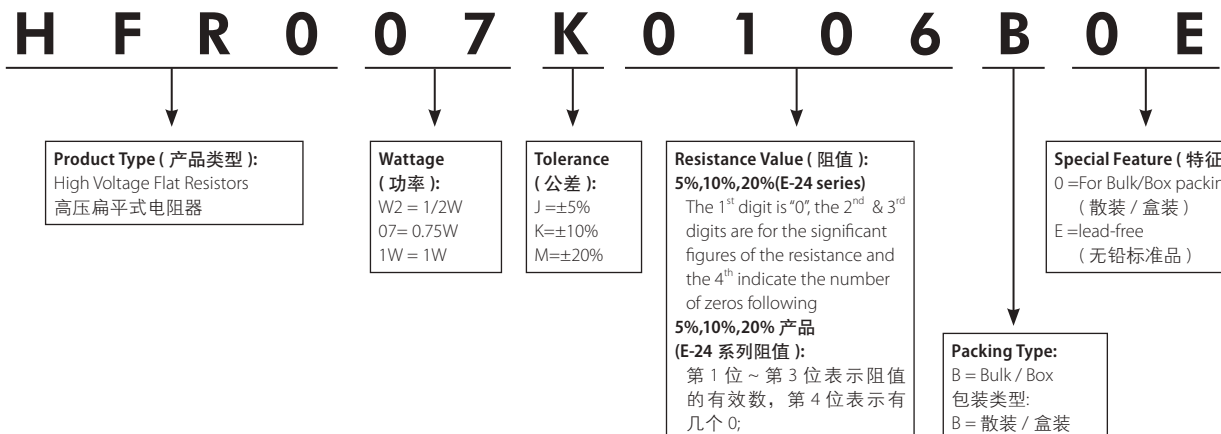 H F R 0 0 7 K 0 1 0 6 B 0 E
Product Type ( 产品类型 ):
High Voltage Flat Resistors
高压扁平式电阻器
Wattage
( 功率 ):
W2 = 1/2W
07= 0.75W
1W = 1W
Tolerance
( 公差 ):
J =±5%
K=±10%
M=±20%
Resistance Value ( 阻值 ):
5%,10%,20%(E-24 series)
The 1st digit is "0", the 2nd & 3rd
digits are for the significant
figures of the resistance and
the 4th indicate the number
of zeros following
5%,10%,20% 产品
(E-24 系列阻值 ):
第 1 位 ~ 第 3 位表示阻值
的有效数，第 4 位表示有
几个 0;
Packing Type:
B = Bulk / Box
包装类型:
B = 散装 / 盒装
Special Feature ( 特征
0 =For Bulk/Box packin
( 散装 / 盒装 )
E =lead-free
( 无铅标准品 )